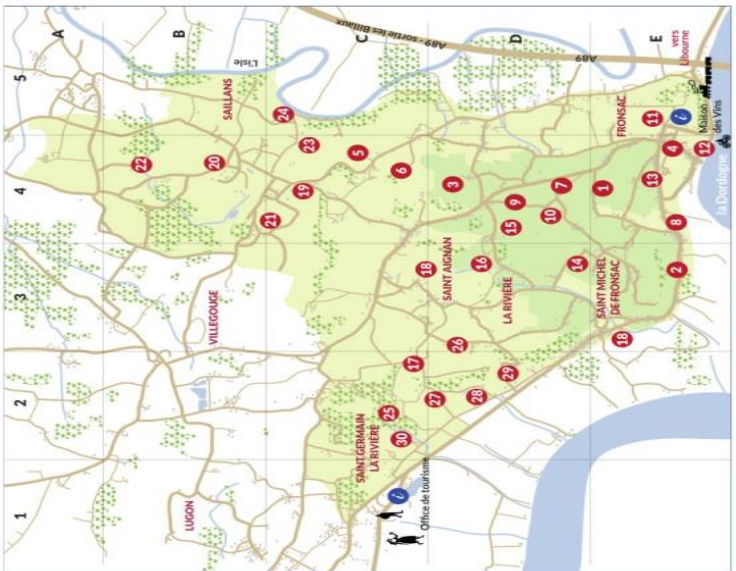 1 2 3 4 5
A
22
B
LUGON
20
VILLEGOUGE
SAILLANS
L'isle
21
24
19
23
5
C
A89 - sortie les Billaux
SAINT GERMAIN
LA RIVIÈRE
25
30
6
i
17
Office de tourisme
18
27
SAINT AIGNAN
3
26
28
16
29
LA RIVIÈRE
15
9
D
10
7
14
A89
1
SAINT MICHEL
DE FRONSAC
18
FRONSAC
13
11
E
2
8
4
i
vers
Libourne
12
Maison
des Vins
la Dordogne